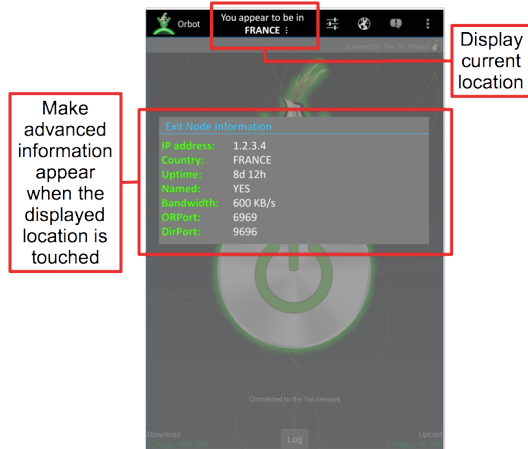 Orbot
You appear to be in
FRANCE
powered by The Tor Project
Display
current
location
Make
advanced
information
appear
when the
displayed
location is
touched
Exit Node Information
IP address: 1.2.3.4
Country: FRANCE
Uptime: 8d 12h
Named: YES
Bandwidth: 600 KB/s
ORPort: 6969
DirPort: 9696
Connected to the Tor network
Download
Upload
Log